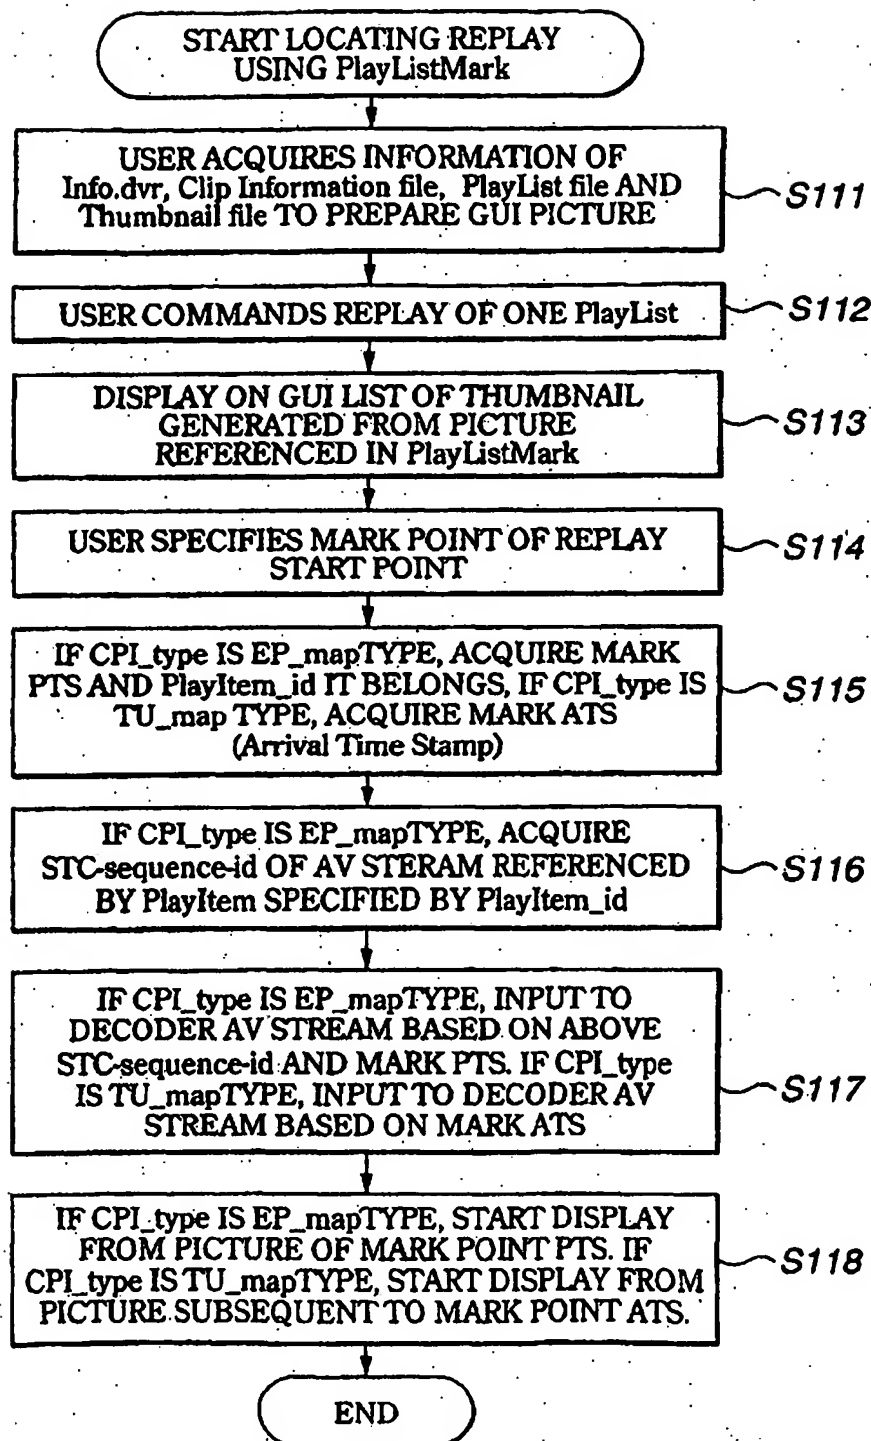 START LOCATING REPLAY
USING PlayListMark
USER ACQUIRES INFORMATION OF
Info.dvr, Clip Information file, PlayList file AND
Thumbnail file TO PREPARE GUI PICTURE
S111
USER COMMANDS REPLAY OF ONE PlayList
S112
DISPLAY ON GUI LIST OF THUMBNAIL
GENERATED FROM PICTURE
REFERENCED IN PlayListMark
S113
USER SPECIFIES MARK POINT OF REPLAY
START POINT
S114
IF CPI_type IS EP_mapTYPE, ACQUIRE MARK
PTS AND PlayItem_id IT BELONGS, IF CPI_type IS
TU_map TYPE, ACQUIRE MARK ATS
(Arrival Time Stamp)
S115
IF CPI_type IS EP_mapTYPE, ACQUIRE
STC-sequence-id OF AV STERAM REFERENCED
BY PlayItem SPECIFIED BY PlayItem_id
S116
IF CPI_type IS EP_mapTYPE, INPUT TO
DECODER AV STREAM BASED ON ABOVE
STC-sequence-id AND MARK PTS. IF CPI_type
IS TU_mapTYPE, INPUT TO DECODER AV
STREAM BASED ON MARK ATS
S117
IF CPI_type IS EP_mapTYPE, START DISPLAY
FROM PICTURE OF MARK POINT PTS. IF
CPI_type IS TU_mapTYPE, START DISPLAY FROM
PICTURE SUBSEQUENT TO MARK POINT ATS.
S118
END